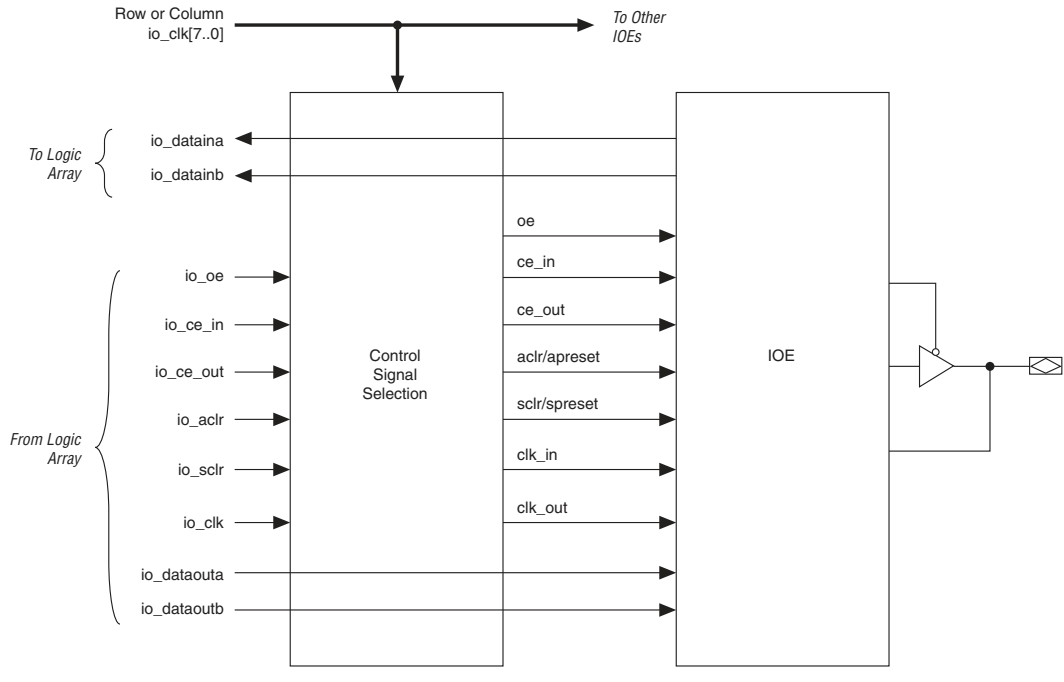 Row or Column
io_clk[7..0]
To Other
IOEs
To Logic
Array
io_dataina
io_datainb
From Logic
Array
io_oe
io_ce_in
io_ce_out
io_aclr
io_sclr
io_clk
io_dataouta
io_dataoutb
Control
Signal
Selection
oe
ce_in
ce_out
aclr/apreset
sclr/spreset
clk_in
clk_out
IOE